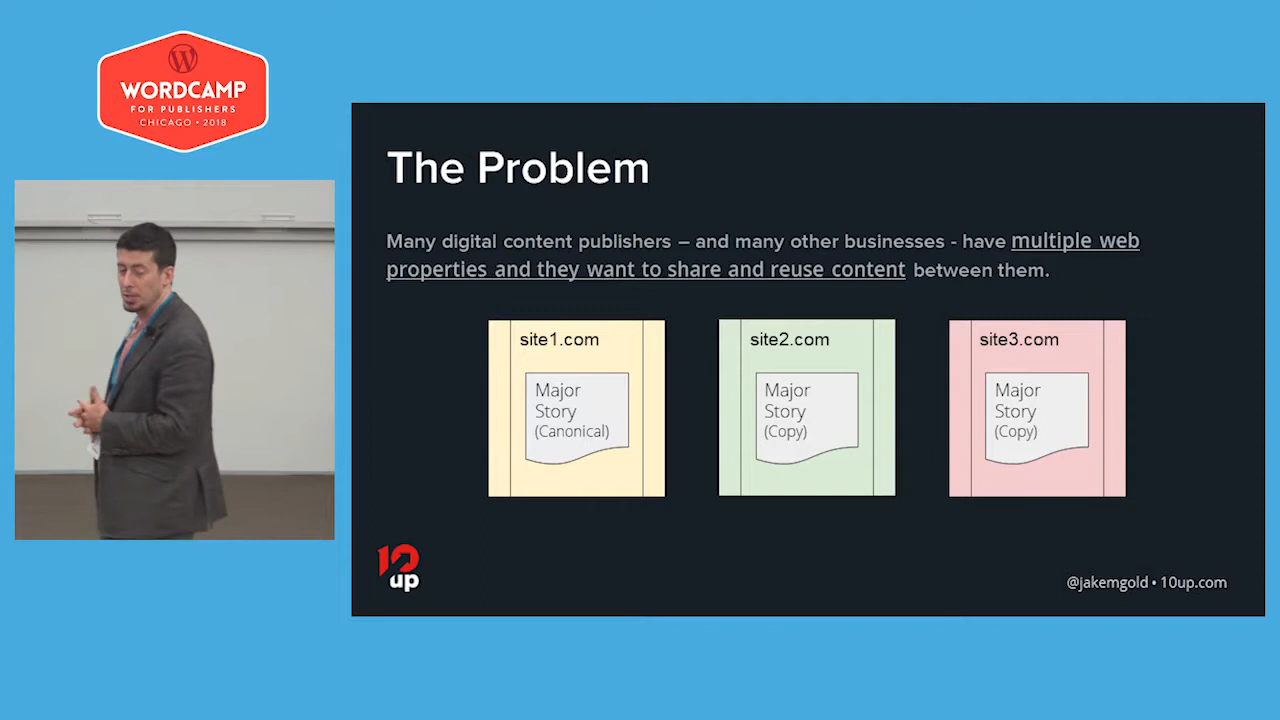 WORDCAMP
FOR PUBLISHERS
CHICAGO • 2018
The Problem
Many digital content publishers – and many other businesses - have multiple web
properties and they want to share and reuse content between them.
site1.com
Major
Story
(Canonical)
site2.com
Major
Story
(Copy)
site3.com
Major
Story
(Copy)
10
up
@jakemgold • 10up.com